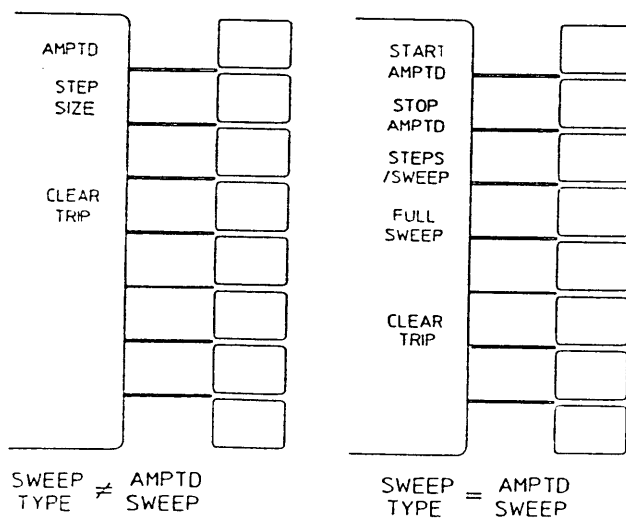 AMPTD
STEP
SIZE
CLEAR
TRIP
SWEEP
TYPE
≠
AMPTD
SWEEP
START
AMPTD
STOP
AMPTD
STEPS
/SWEEP
FULL
SWEEP
CLEAR
TRIP
SWEEP
TYPE
=
AMPTD
SWEEP